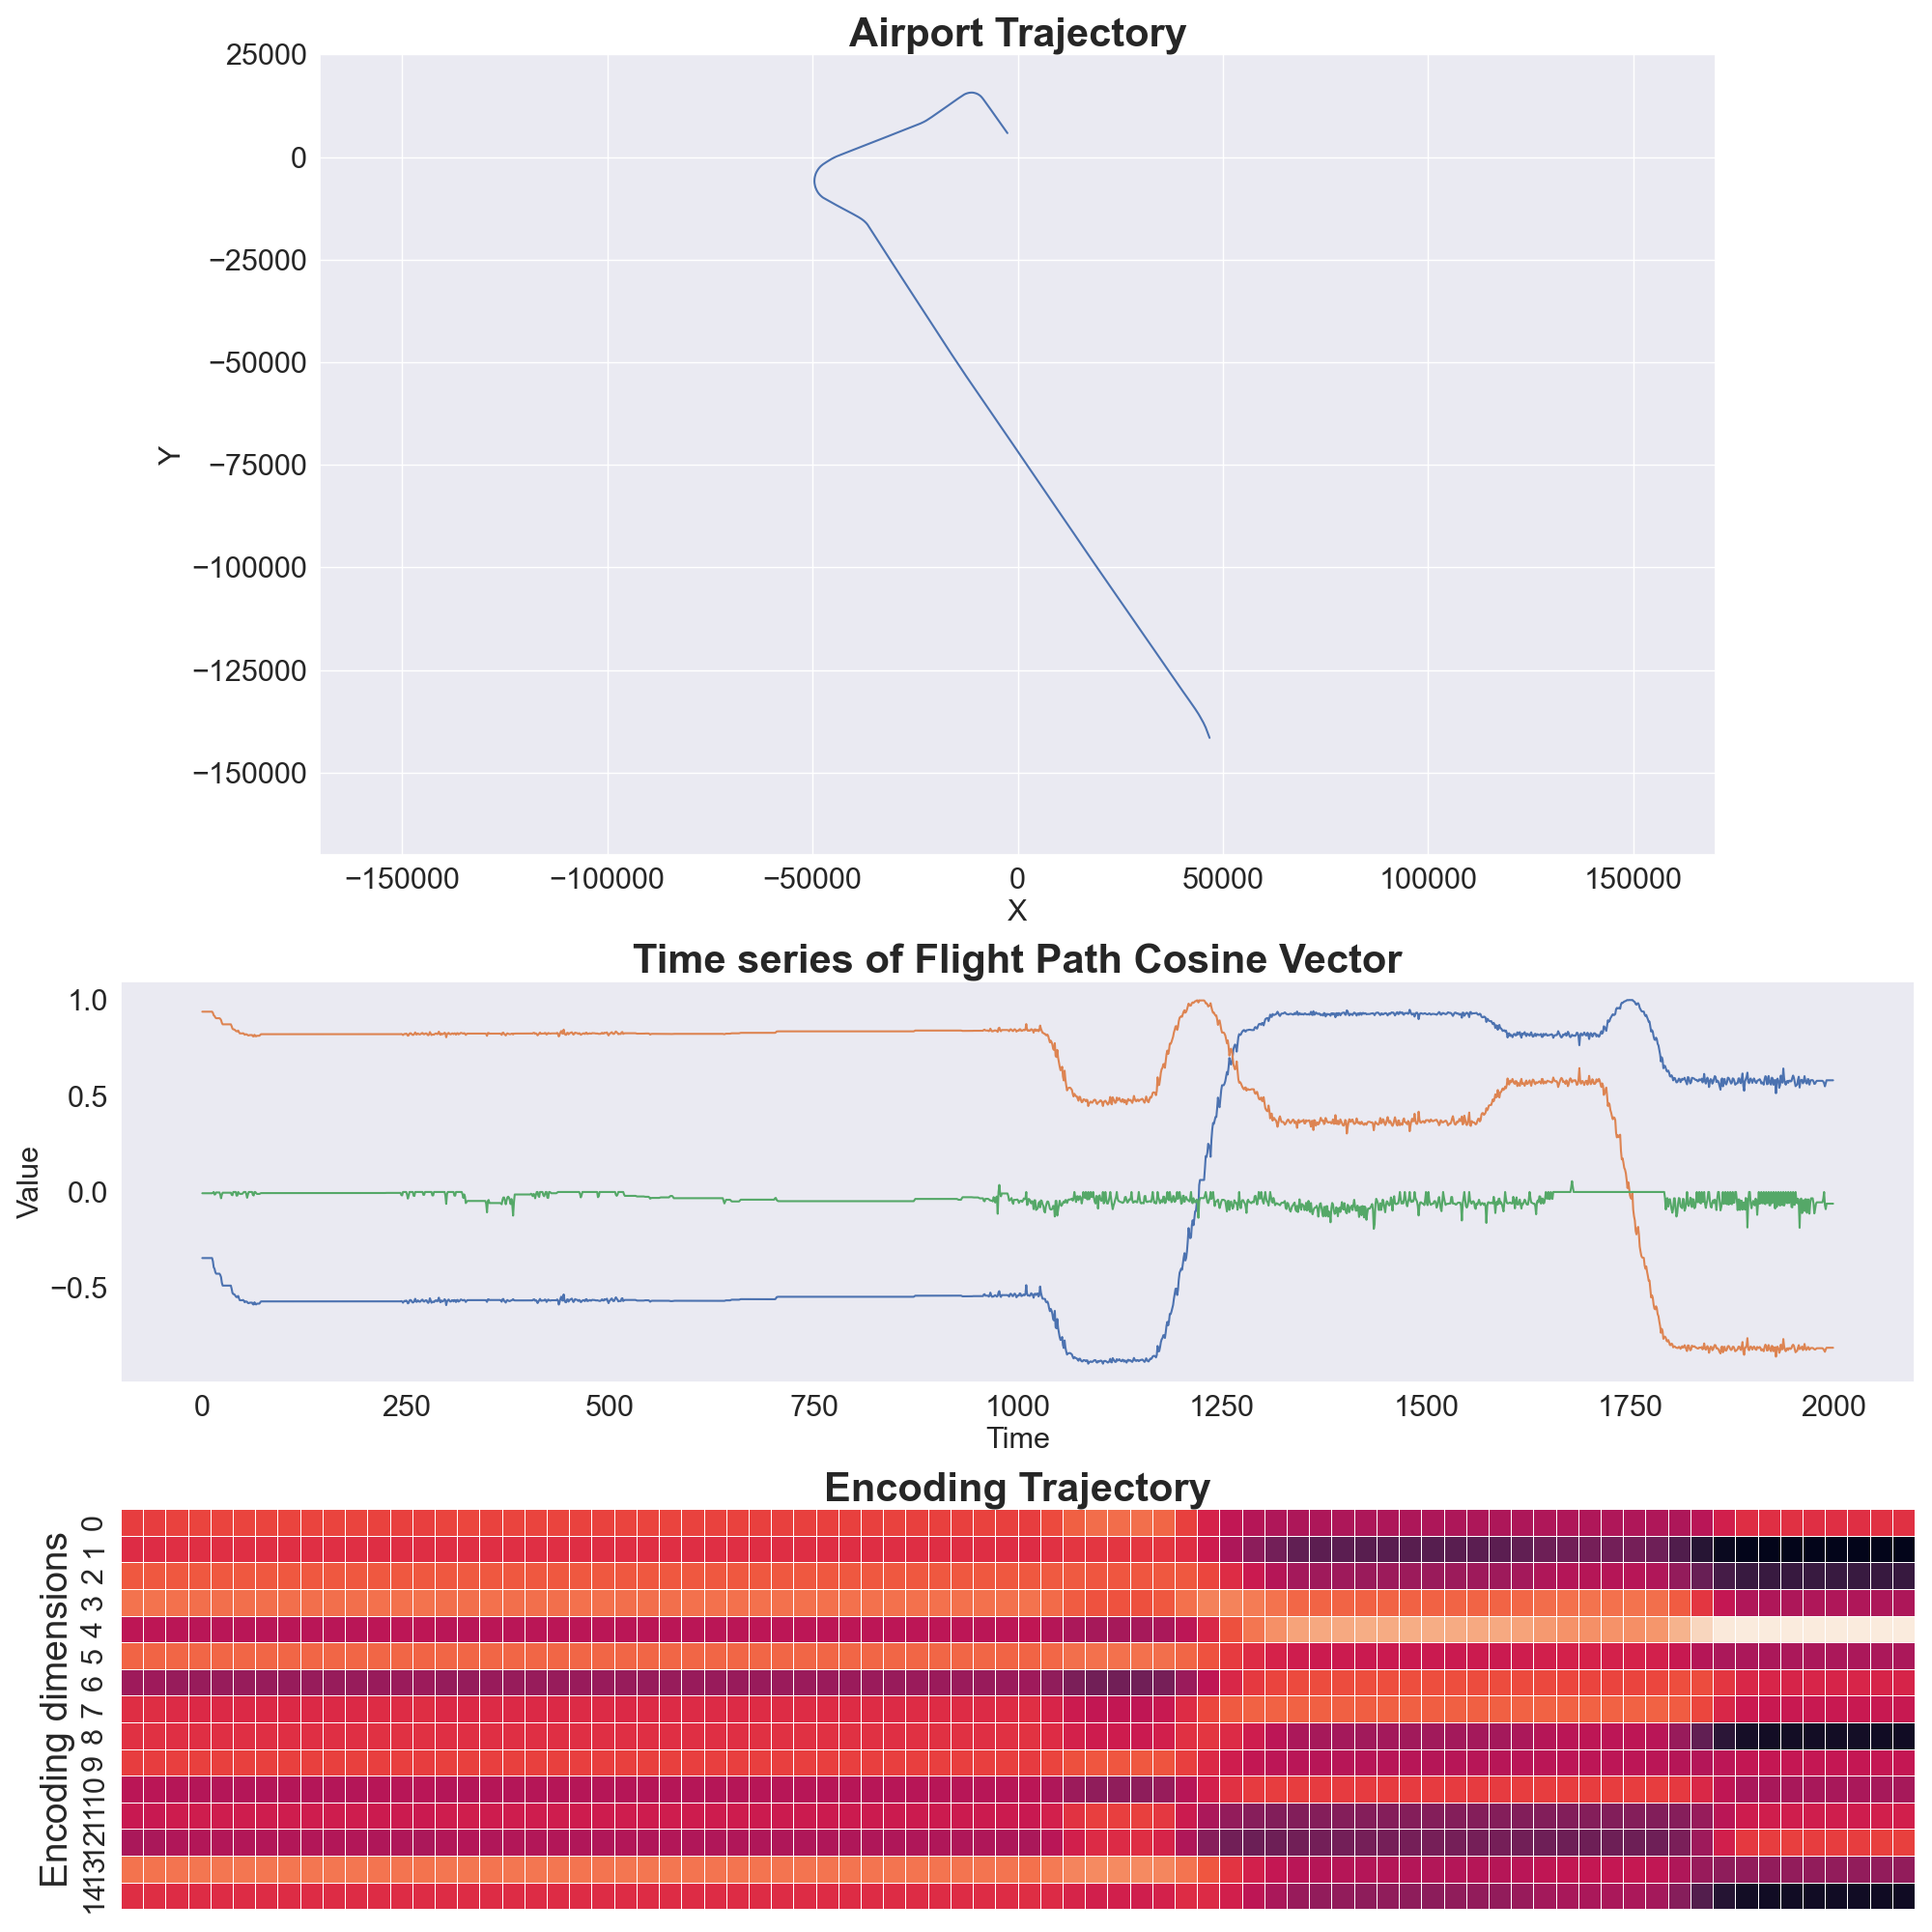 Airport Trajectory
25000
0
−25000
−50000
−75000
−100000
−125000
−150000
Y
−150000 −100000 −50000 0 50000 100000 150000
X
Time series of Flight Path Cosine Vector
1.0
0.5
0.0
−0.5
Value
0 250 500 750 1000 1250 1500 1750 2000
Time
Encoding Trajectory
Encoding dimensions
0
1
2
3
4
5
6
7
8
9
10
11
12
13
14